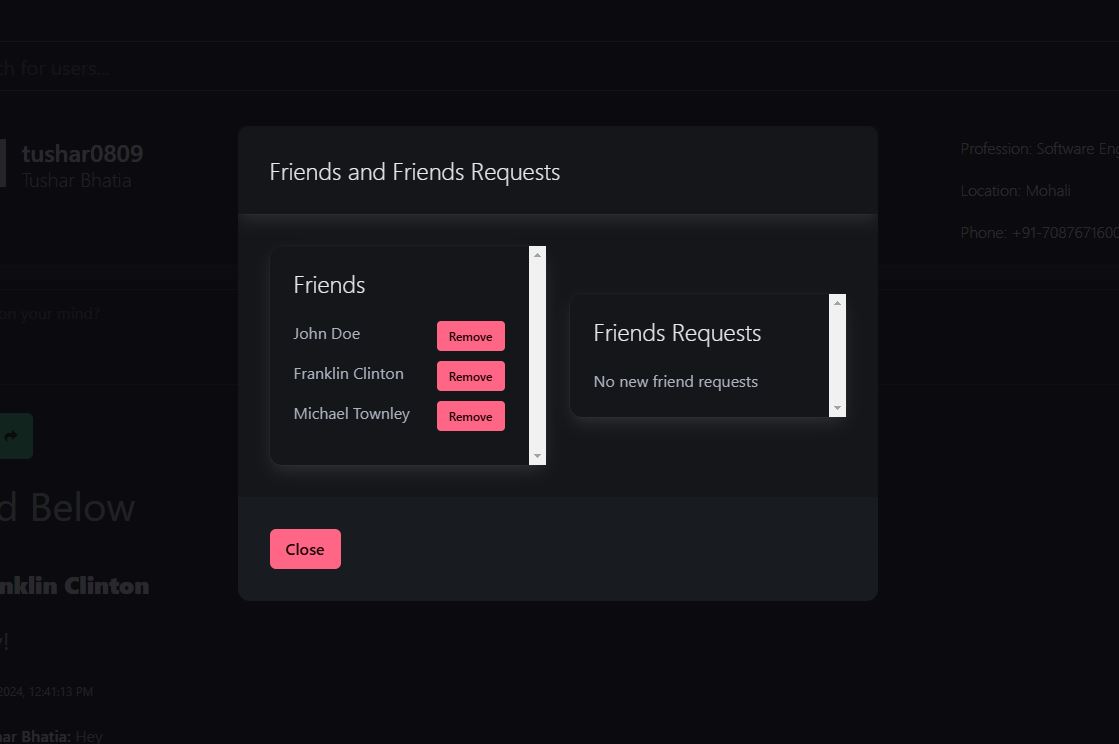 ch for users...
tushar0809
Tushar Bhatia
Profession: Software Eng
Location: Mohali
Phone: +91-7087671600
on your mind?
Friends and Friends Requests
Friends
John Doe Remove
Franklin Clinton Remove
Michael Townley Remove
Friends Requests
No new friend requests
Close
d Below
nklin Clinton
y!
2024, 12:41:13 PM
har Bhatia: Hey